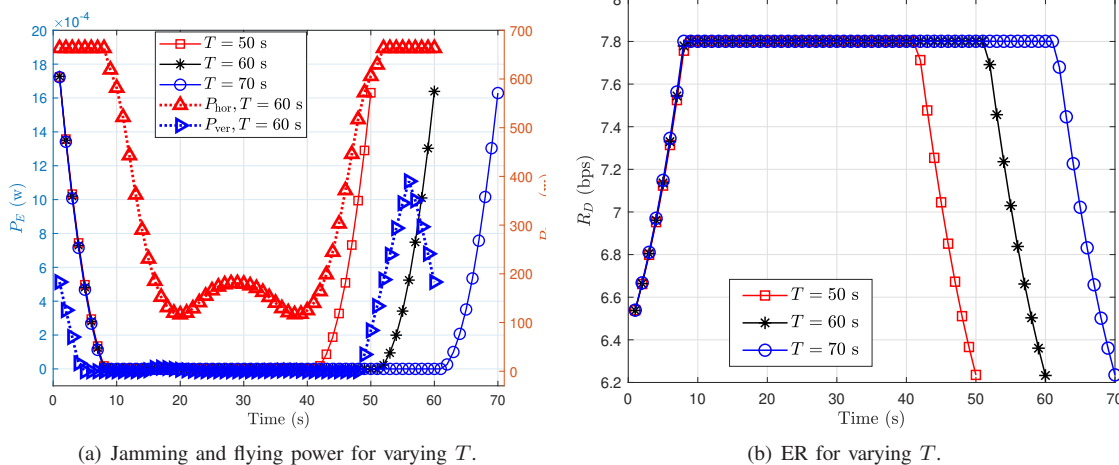 ×10⁻⁴
20
18
16
14
12
10
8
6
4
2
0
P_E (w)
700
600
500
400
300
200
100
0
(w)
T = 50 s
T = 60 s
T = 70 s
P_hor, T = 60 s
P_ver, T = 60 s
0 10 20 30 40 50 60 70
Time (s)
(a) Jamming and flying power for varying T.
8
7.8
7.6
7.4
7.2
7
6.8
6.6
6.4
6.2
R_D (bps)
T = 50 s
T = 60 s
T = 70 s
0 10 20 30 40 50 60 70
Time (s)
(b) ER for varying T.